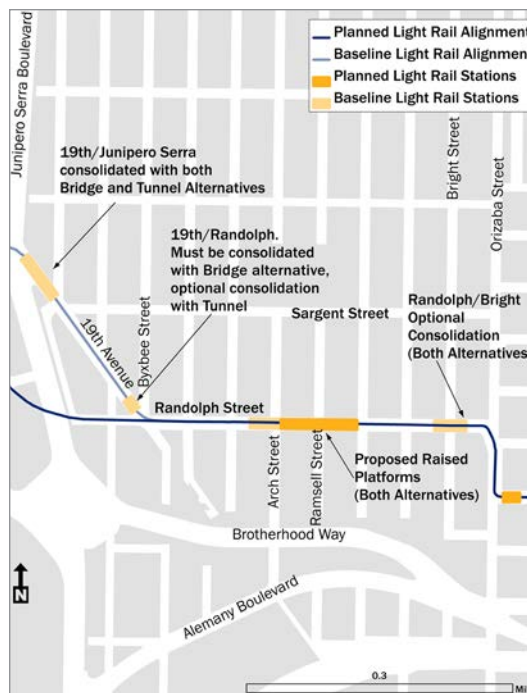 Planned Light Rail Alignment
Baseline Light Rail Alignment
Planned Light Rail Stations
Baseline Light Rail Stations
Junipero Serra Boulevard
Bright Street
Orizaba Street
19th/Junipero Serra
consolidated with both
Bridge and Tunnel Alternatives
19th/Randolph.
Must be consolidated
with Bridge alternative,
optional consolidation
with Tunnel
Byxbee Street
19th Avenue
Sargent Street
Randolph/Bright
Optional
Consolidation
(Both Alternatives)
Randolph Street
Arch Street
Ramsell Street
Proposed Raised
Platforms
(Both Alternatives)
Brotherhood Way
Alemany Boulevard
N
0.3